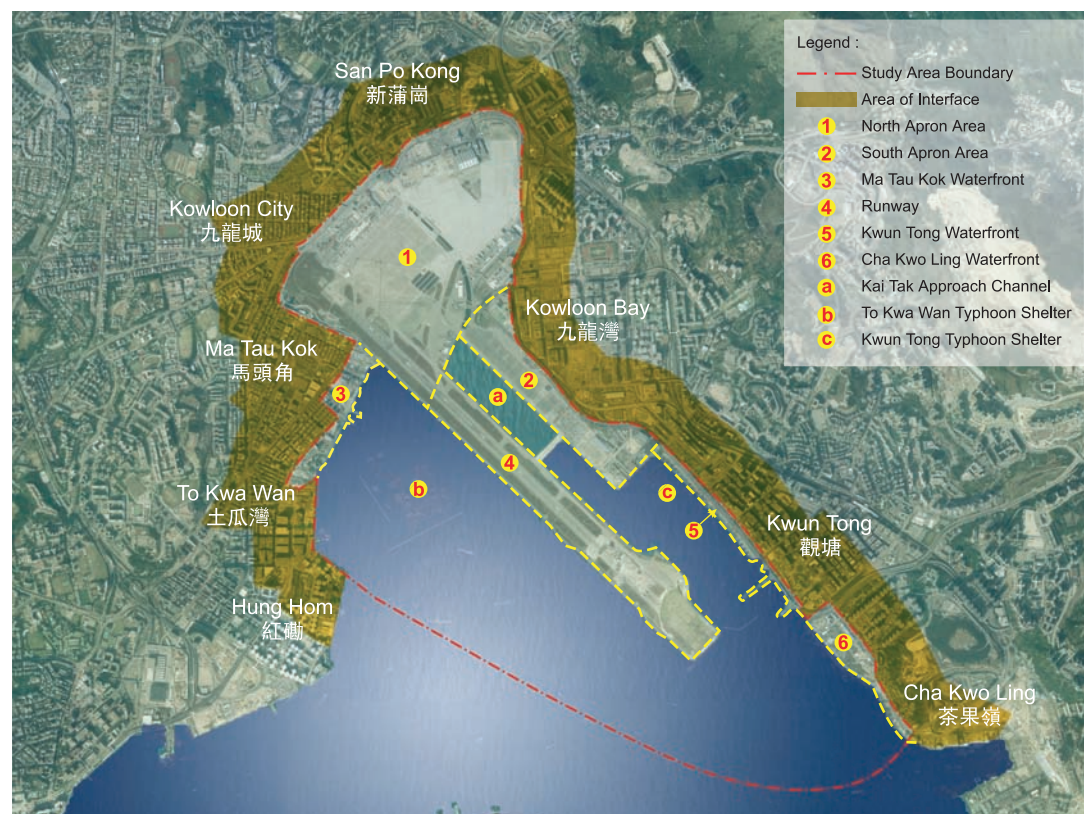 Legend :
Study Area Boundary
Area of Interface
1 North Apron Area
2 South Apron Area
3 Ma Tau Kok Waterfront
4 Runway
5 Kwun Tong Waterfront
6 Cha Kwo Ling Waterfront
a Kai Tak Approach Channel
b To Kwa Wan Typhoon Shelter
c Kwun Tong Typhoon Shelter
San Po Kong
新蒲崗
Kowloon City
九龍城
1
Kowloon Bay
九龍灣
Ma Tau Kok
馬頭角
2
3
a
4
b
c
To Kwa Wan
土瓜灣
5
Kwun Tong
觀塘
Hung Hom
紅磡
6
Cha Kwo Ling
茶果嶺